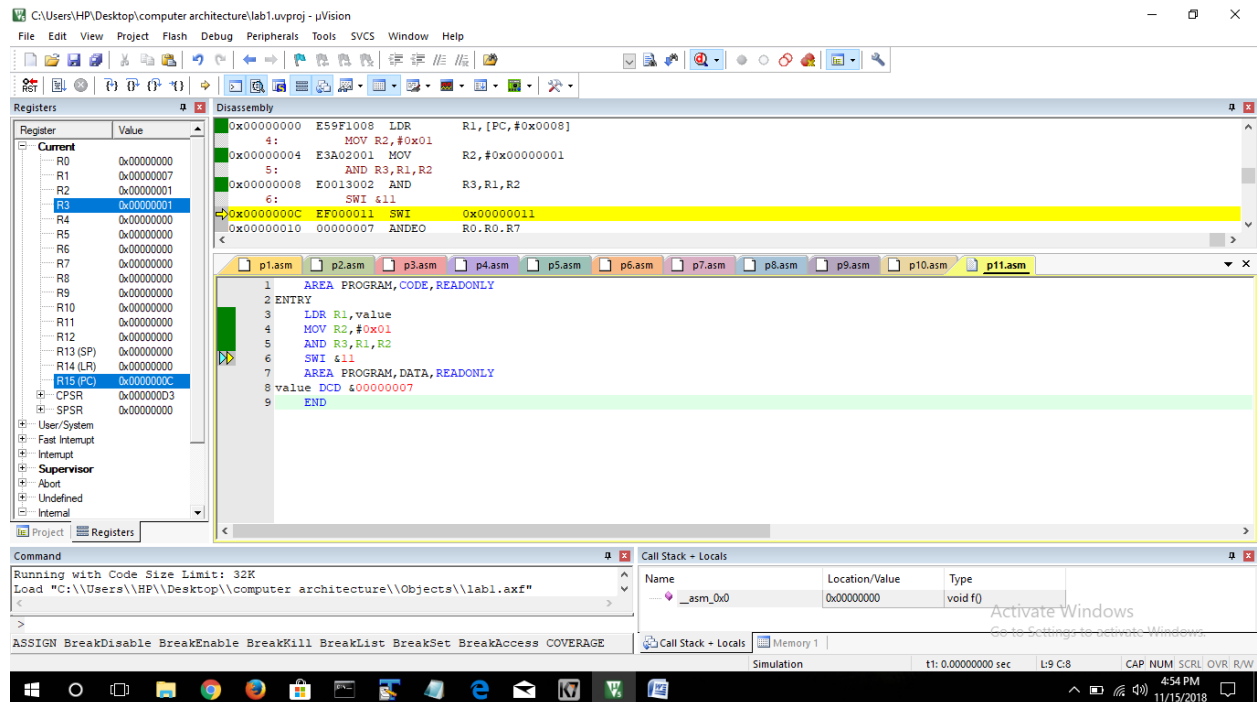 C:\Users\HP\Desktop\computer architecture\lab1.uvproj - µVision
File Edit View Project Flash Debug Peripherals Tools SVCS Window Help
RST
Registers
Register Value
Current
R0 0x00000000
R1 0x00000007
R2 0x00000001
R3 0x00000001
R4 0x00000000
R5 0x00000000
R6 0x00000000
R7 0x00000000
R8 0x00000000
R9 0x00000000
R10 0x00000000
R11 0x00000000
R12 0x00000000
R13 (SP) 0x00000000
R14 (LR) 0x00000000
R15 (PC) 0x0000000C
CPSR 0x000000D3
SPSR 0x00000000
User/System
Fast Interrupt
Interrupt
Supervisor
Abort
Undefined
Internal
Project Registers
Disassembly
0x00000000 E59F1008 LDR R1,[PC,#0x0008]
4: MOV R2,#0x01
0x00000004 E3A02001 MOV R2,#0x00000001
5: AND R3,R1,R2
0x00000008 E0013002 AND R3,R1,R2
6: SWI &11
0x0000000C EF000011 SWI 0x00000011
0x00000010 00000007 ANDEQ R0,R0,R7
p1.asm p2.asm p3.asm p4.asm p5.asm p6.asm p7.asm p8.asm p9.asm p10.asm p11.asm
1 AREA PROGRAM,CODE,READONLY
2 ENTRY
3 LDR R1,value
4 MOV R2,#0x01
5 AND R3,R1,R2
6 SWI &11
7 AREA PROGRAM,DATA,READONLY
8 value DCD &00000007
9 END
Command
Running with Code Size Limit: 32K
Load "C:\\Users\\HP\\Desktop\\computer architecture\\Objects\\lab1.axf"
>
ASSIGN BreakDisable BreakEnable BreakKill BreakList BreakSet BreakAccess COVERAGE
Call Stack + Locals
Name Location/Value Type
__asm_0x0 0x00000000 void f()
Activate Windows
Go to Settings to activate Windows.
Call Stack + Locals Memory 1
Simulation t1: 0.00000000 sec L:9 C:8 CAP NUM SCRL OVR R/W
4:54 PM
11/15/2018